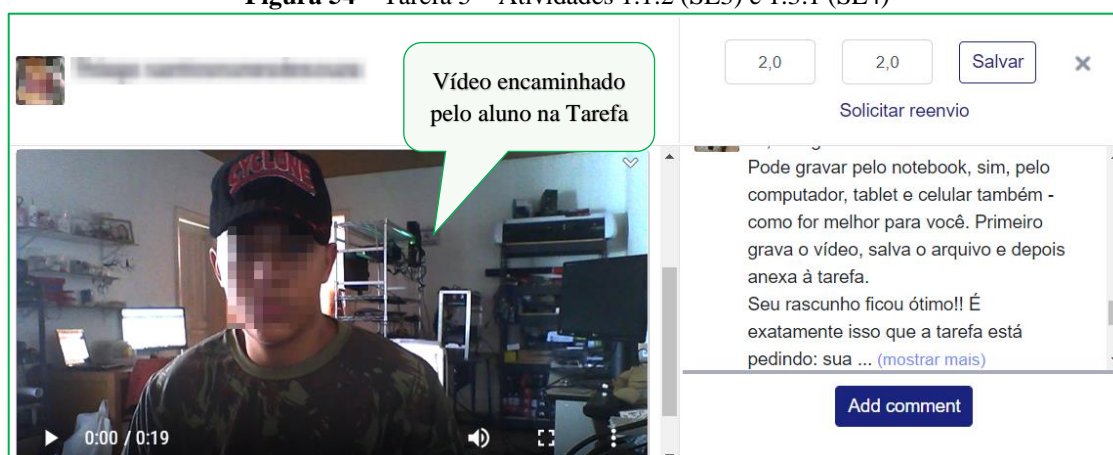 Figura 54 – Tarefa 3 – Atividades 1.1.2 (SE3) e 1.3.1 (SE4)
Vídeo encaminhado
pelo aluno na Tarefa
2,0 2,0 Salvar
Solicitar reenvio
CYCLONE
Pode gravar pelo notebook, sim, pelo
computador, tablet e celular também -
como for melhor para você. Primeiro
grava o vídeo, salva o arquivo e depois
anexa à tarefa.
Seu rascunho ficou ótimo!! É
exatamente isso que a tarefa está
pedindo: sua ... (mostrar mais)
0:00 / 0:19
Add comment